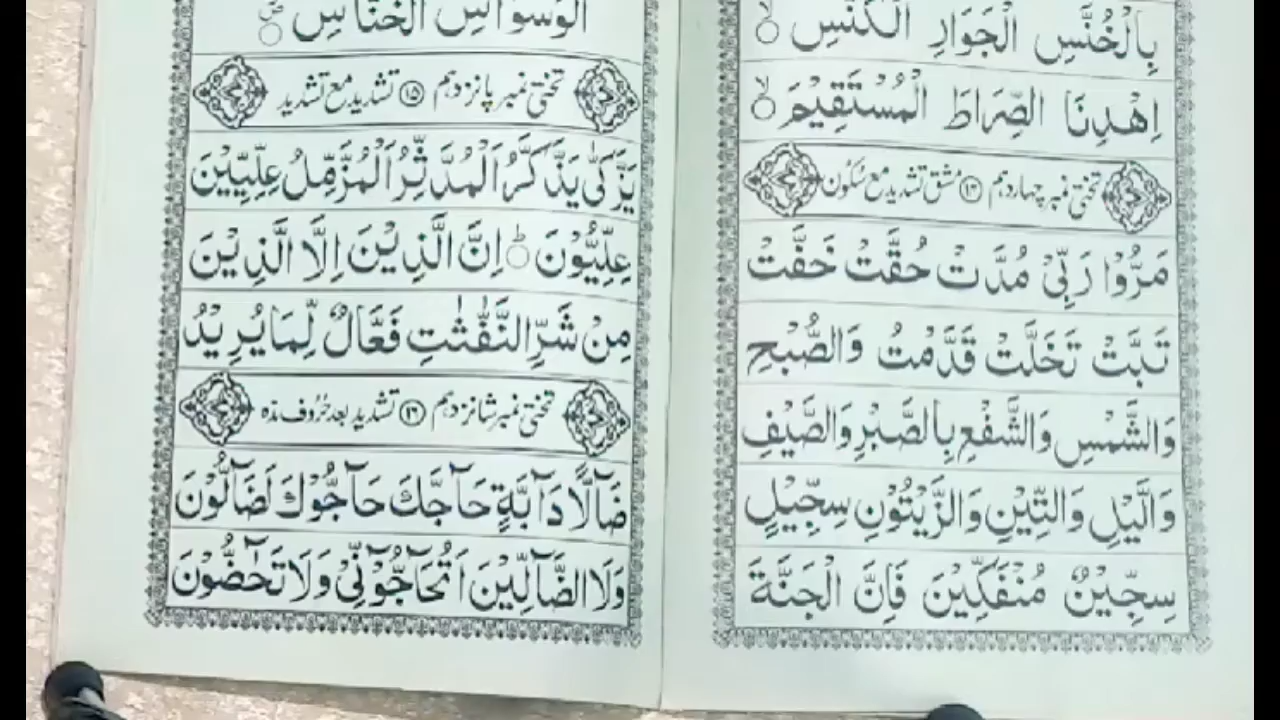 بِالْخُنَّسِ الْجَوَارِ الْكُنَّسِ ۙ
اِهْدِنَا الصِّرَاطَ الْمُسْتَقِيْمَ ۙ
تختی نمبر چہاردہم ⑭ مشق تشدید مع سکون
مَرُّوْا رَبِّیْ مُدَّتْ حُقَّتْ خَفَّتْ
تَبَّتْ تَخَلَّتْ قَدَّمْتُ وَالصُّبْحِ
وَالشَّمْسِ وَالشَّفْعِ بِالصَّبْرِ وَالصَّيْفِ
وَالَّيْلِ وَالتِّيْنِ وَالزَّيْتُوْنِ سِجِّيْلٍ
سِجِّيْنٌ مُنْفَكِّيْنَ فَاِنَّ الْجَنَّةَ
الْوَسْوَاسِ الْخَنَّاسِ
تختی نمبر پانزدہم ⑮ تشدید مع تشدید
يَزَّكّٰى يَذَّكَّرُ الْمُدَّثِّرُ الْمُزَّمِّلُ عِلِّيِّيْنَ
عِلِّيُّوْنَ ؕ اِنَّ الَّذِيْنَ اِلَّا الَّذِيْنَ
مِنْ شَرِّ النَّفّٰثٰتِ فَعَّالٌ لِّمَا يُرِيْدُ
تختی نمبر شانزدہم ⑯ تشدید بعد حروف مدہ
ضَآلًّا دَآبَّةٍ حَآجَّكَ حَآجُّوْكَ لَضَآلُّوْنَ
وَلَا الضَّآلِّيْنَ اَتُحَآجُّوْٓنِّیْ وَلَا تَحٰٓضُّوْنَ